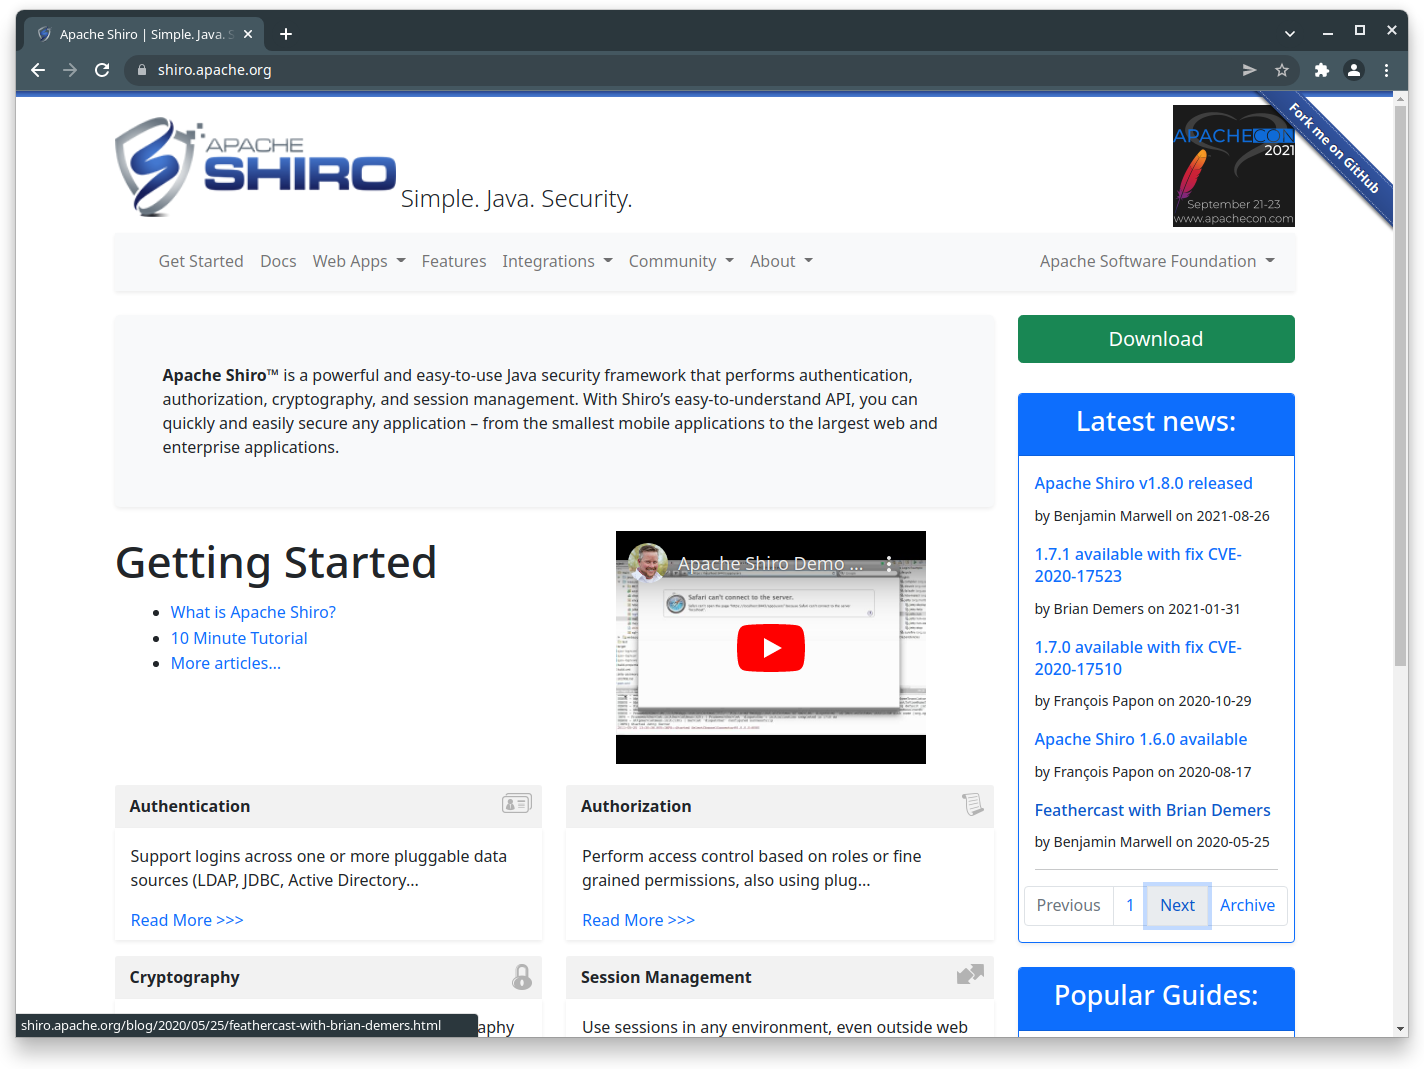 Apache Shiro | Simple. Java. S
shiro.apache.org
APACHE
SHIRO
Simple. Java. Security.
APACHECON
2021
September 21-23
www.apachecon.com
Fork me on GitHub
Get Started Docs Web Apps Features Integrations Community About Apache Software Foundation
Apache Shiro™ is a powerful and easy-to-use Java security framework that performs authentication,
authorization, cryptography, and session management. With Shiro’s easy-to-understand API, you can
quickly and easily secure any application – from the smallest mobile applications to the largest web and
enterprise applications.
Getting Started
What is Apache Shiro?
10 Minute Tutorial
More articles...
Apache Shiro Demo ...
Safari can't connect to the server.
Authentication
Support logins across one or more pluggable data
sources (LDAP, JDBC, Active Directory...
Read More >>>
Authorization
Perform access control based on roles or fine
grained permissions, also using plug...
Read More >>>
Cryptography
aphy
Session Management
Use sessions in any environment, even outside web
Download
Latest news:
Apache Shiro v1.8.0 released
by Benjamin Marwell on 2021-08-26
1.7.1 available with fix CVE-
2020-17523
by Brian Demers on 2021-01-31
1.7.0 available with fix CVE-
2020-17510
by François Papon on 2020-10-29
Apache Shiro 1.6.0 available
by François Papon on 2020-08-17
Feathercast with Brian Demers
by Benjamin Marwell on 2020-05-25
Previous 1 Next Archive
Popular Guides:
shiro.apache.org/blog/2020/05/25/feathercast-with-brian-demers.html